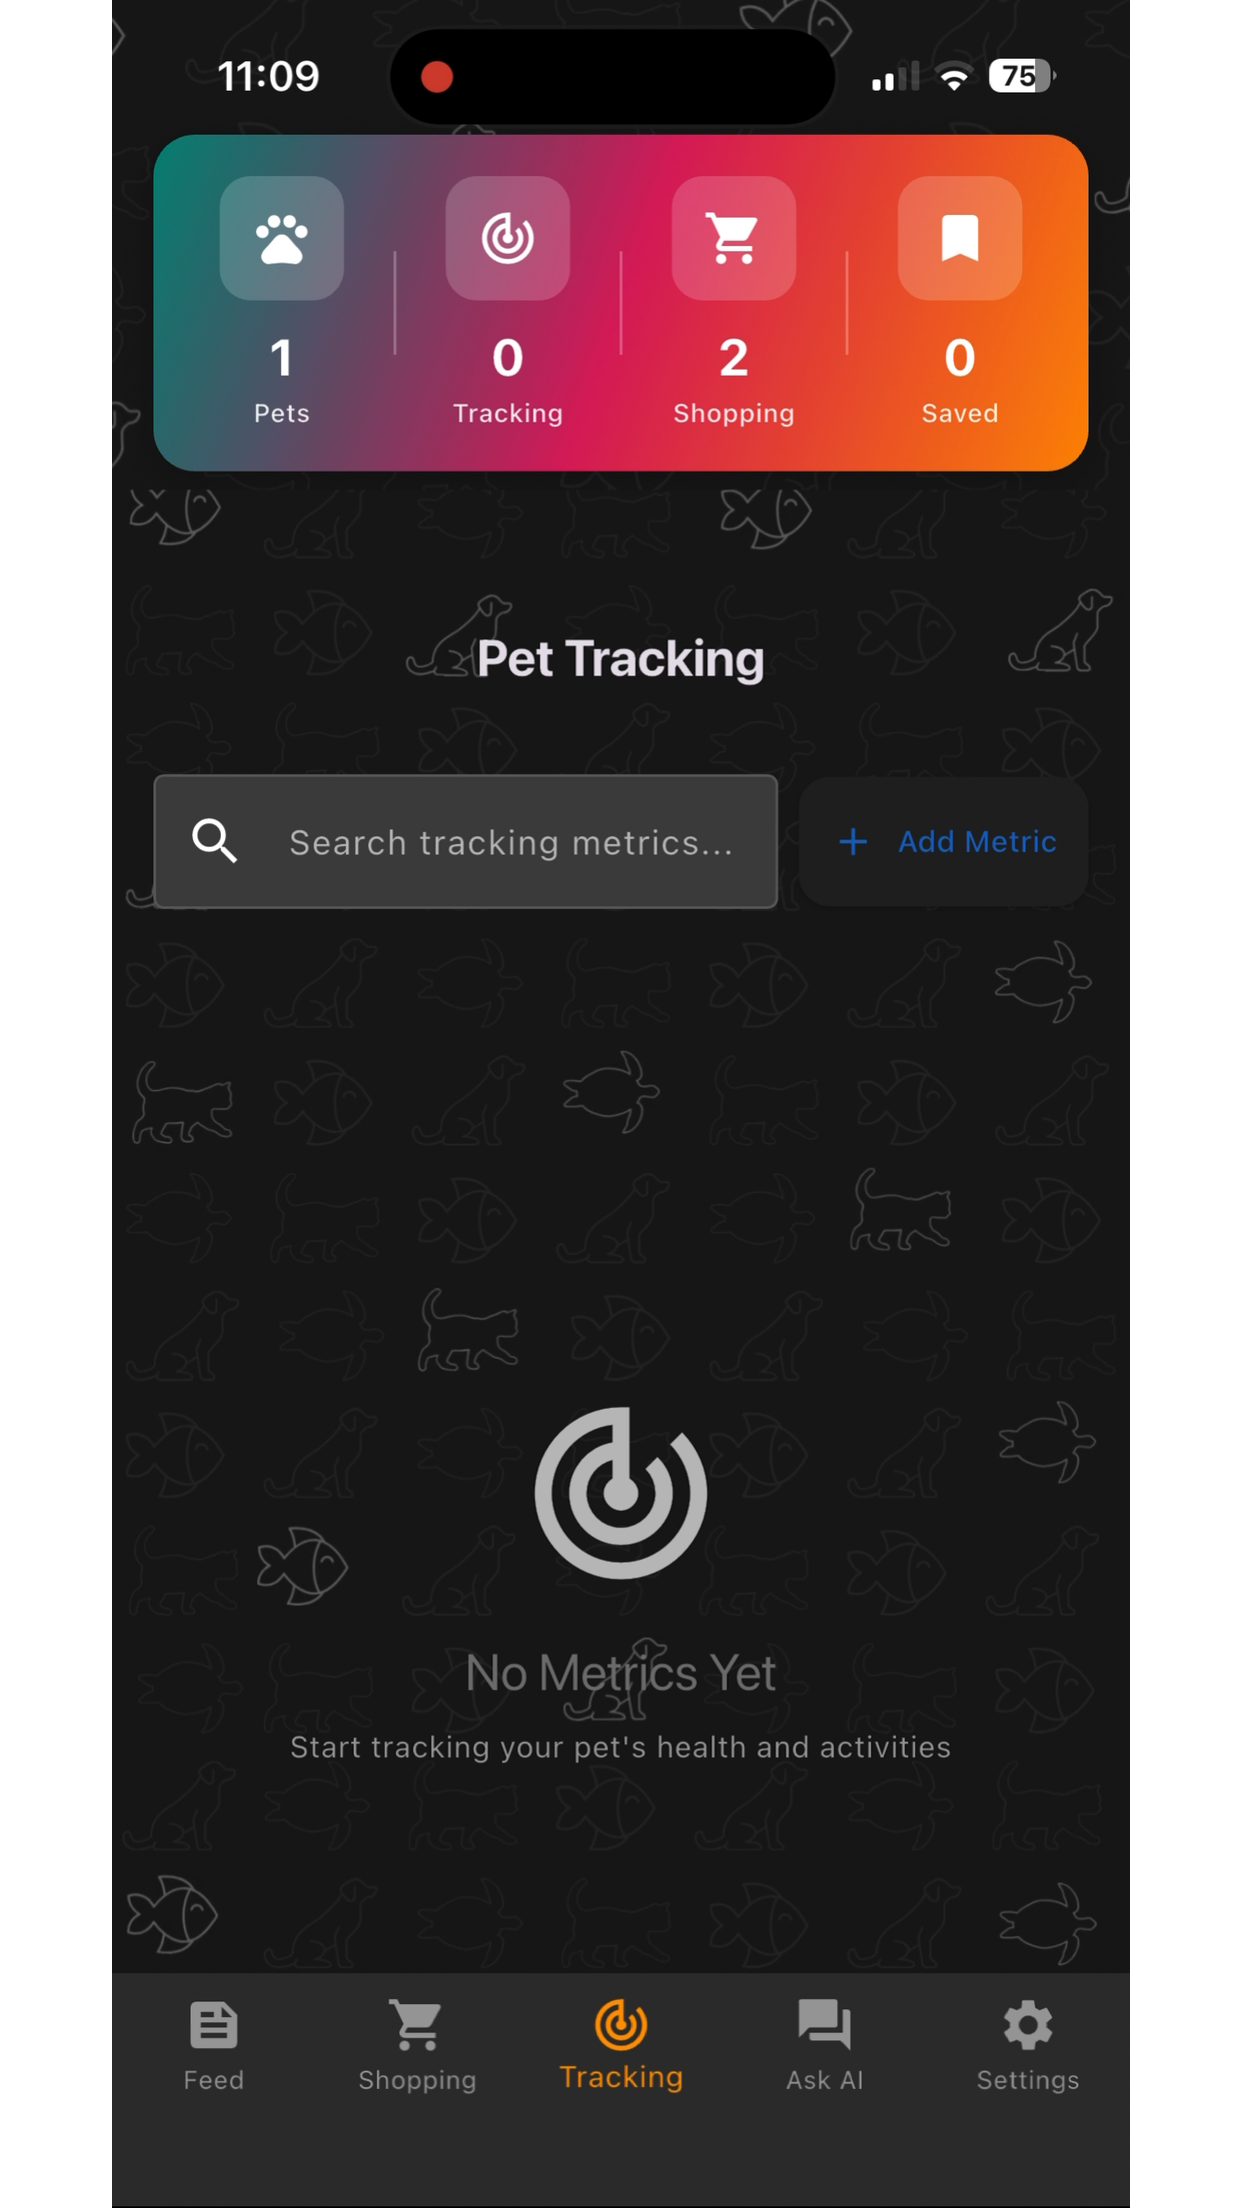 11:09
75
1
0
2
0
Pets
Tracking
Shopping
Saved
Pet Tracking
Search tracking metrics...
Add Metric
No Metrics Yet
Start tracking your pet's health and activities
Feed
Shopping
Tracking
Ask AI
Settings